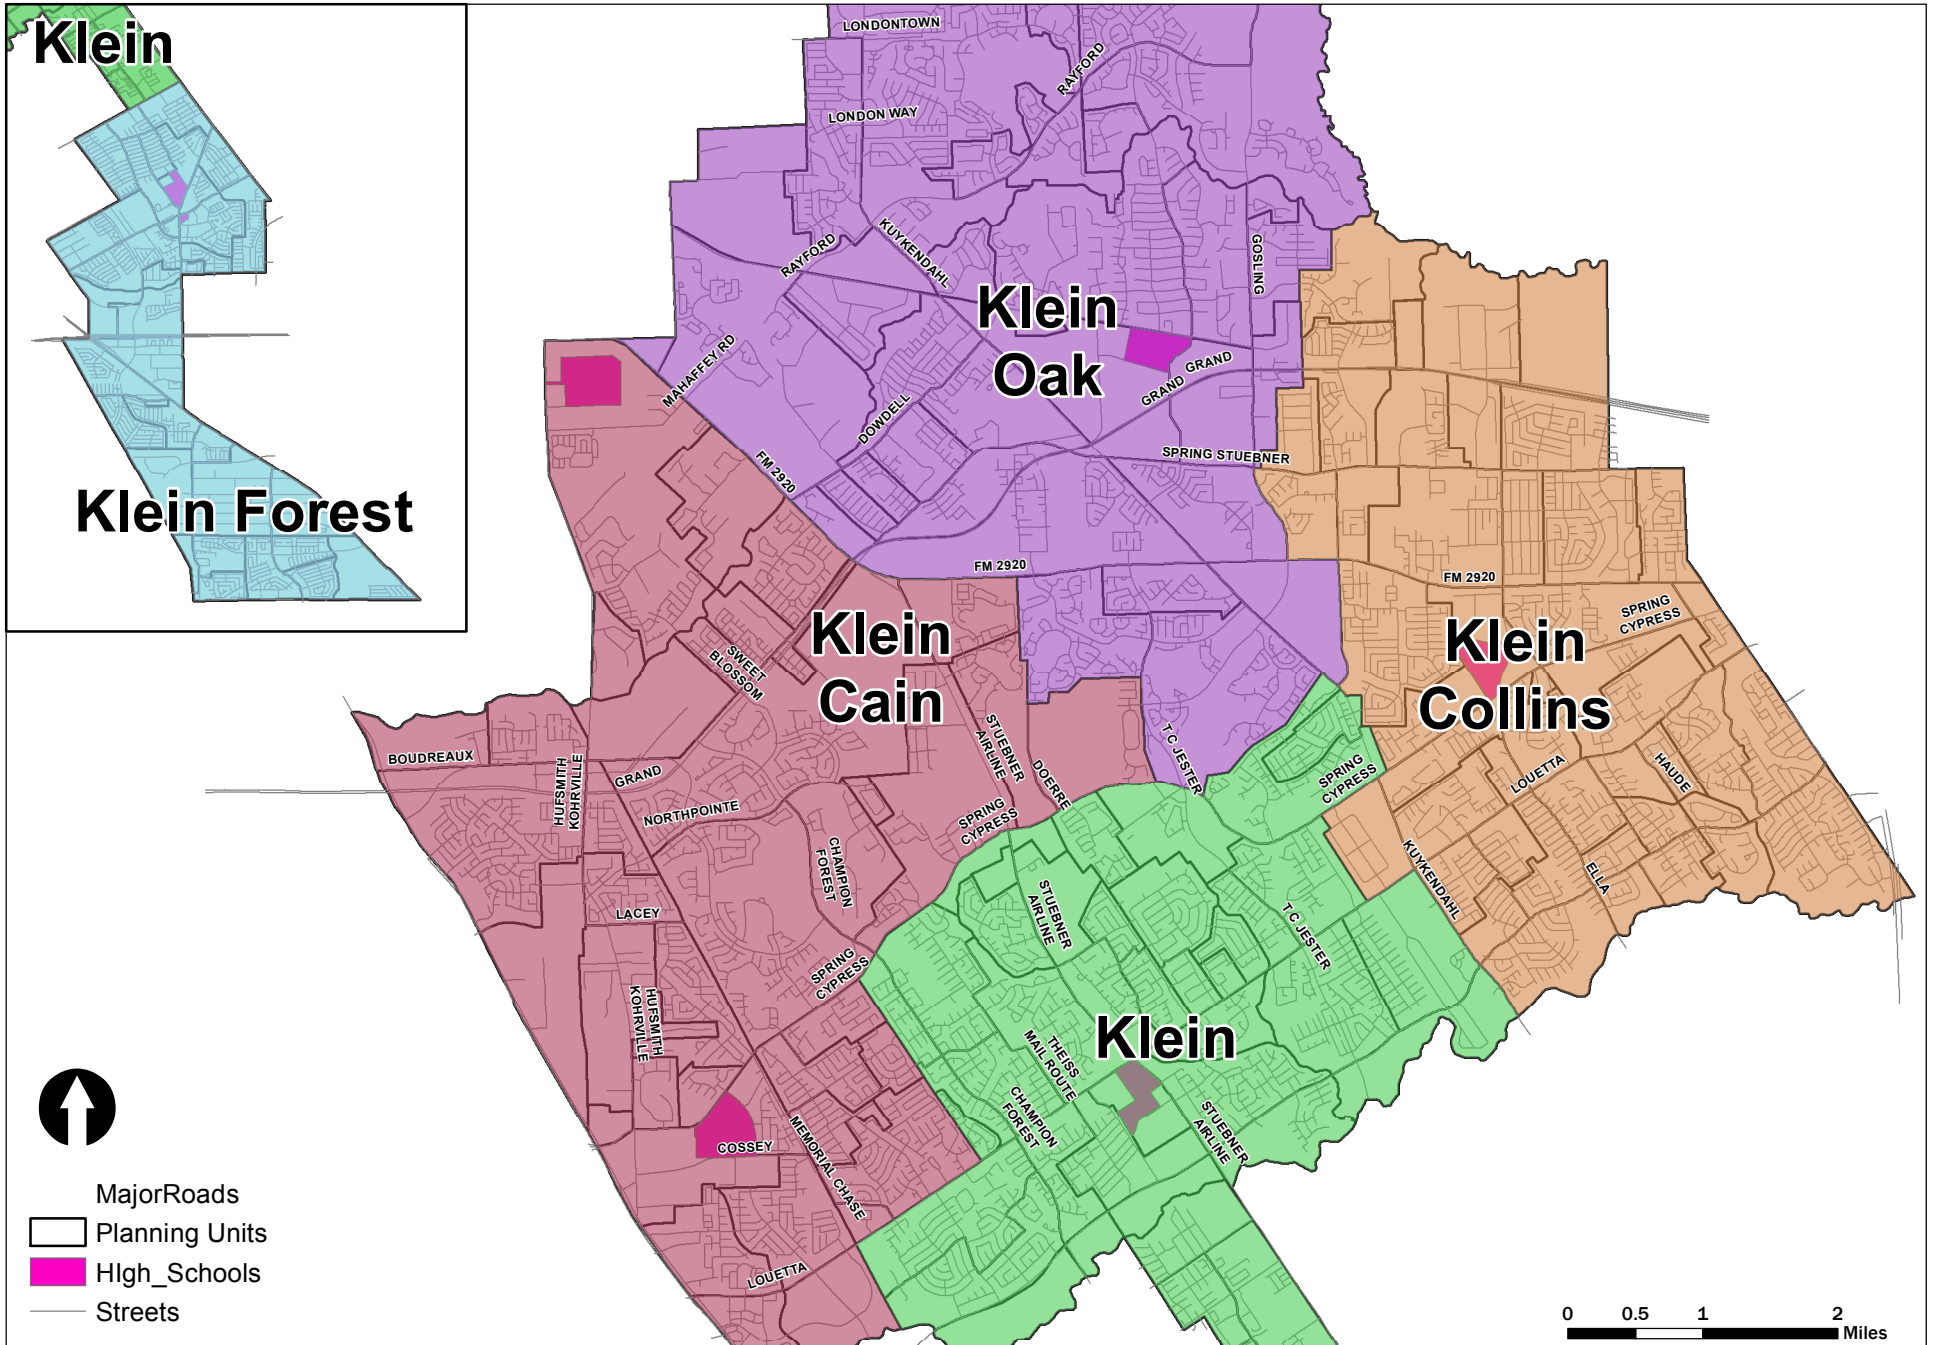 Klein
Klein Forest
LONDONTOWN
RAYFORD
LONDON WAY
RAYFORD
KUYKENDAHL
GOSLING
Klein
Oak
MAHAFFEY RD
GRAND
GRAND
DOWDELL
SPRING STUEBNER
FM 2920
FM 2920
FM 2920
SPRING
CYPRESS
Klein
Cain
Klein
Collins
SWEET
BLOSSOM
STUEBNER
AIRLINE
DOERRE
T C JESTER
SPRING
CYPRESS
LOUETTA
HAUDE
BOUDREAUX
HUFSMITH
KOHRVILLE
GRAND
NORTHPOINTE
SPRING
CYPRESS
CHAMPION
FOREST
KUYKENDAHL
ELLA
LACEY
STUEBNER
AIRLINE
T C JESTER
SPRING
CYPRESS
HUFSMITH
KOHRVILLE
Klein
THEISS
MAIL ROUTE
CHAMPION
FOREST
STUEBNER
AIRLINE
COSSEY
MEMORIAL CHASE
LOUETTA
MajorRoads
Planning Units
HIgh_Schools
Streets
0 0.5 1 2
Miles